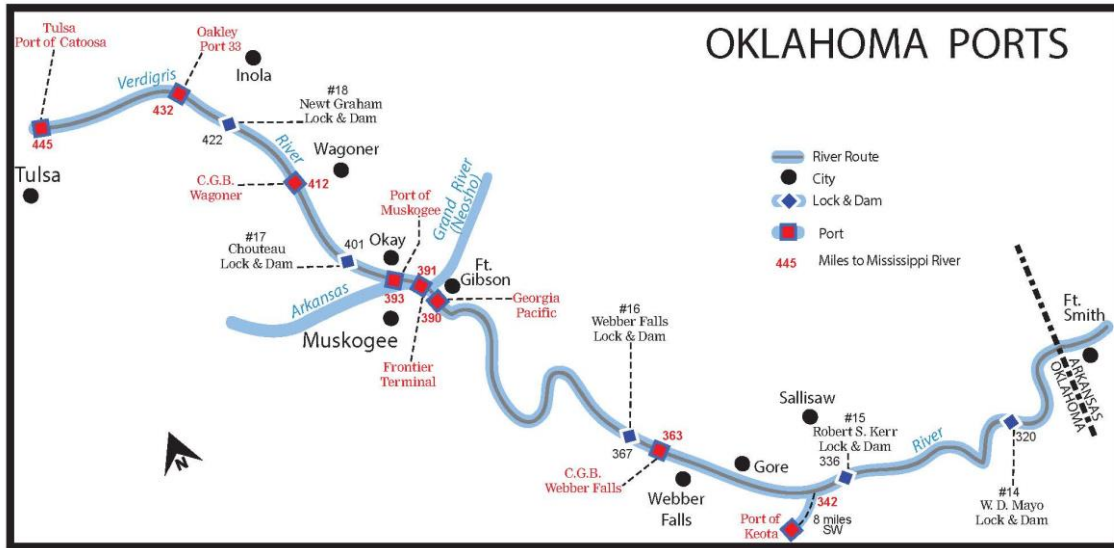 OKLAHOMA PORTS
Tulsa
Port of Catoosa
Oakley
Port 33
Inola
Verdigris
#18
Newt Graham
Lock & Dam
432
422
445
River
Wagoner
Tulsa
C.G.B.
Wagoner
412
Port of
Muskogee
Grand River
(Neosho)
#17
Chouteau
Lock & Dam
401
Okay
391
Ft.
Gibson
Arkansas
393
390
Georgia
Pacific
Muskogee
Frontier
Terminal
#16
Webber Falls
Lock & Dam
River Route
City
Lock & Dam
Port
445 Miles to Mississippi River
Ft.
Smith
ARKANSAS
OKLAHOMA
Sallisaw
#15
Robert S. Kerr
Lock & Dam
363
367
336
River
320
C.G.B.
Webber Falls
Gore
Webber
Falls
342
Port of
Keota
8 miles
SW
#14
W. D. Mayo
Lock & Dam
N